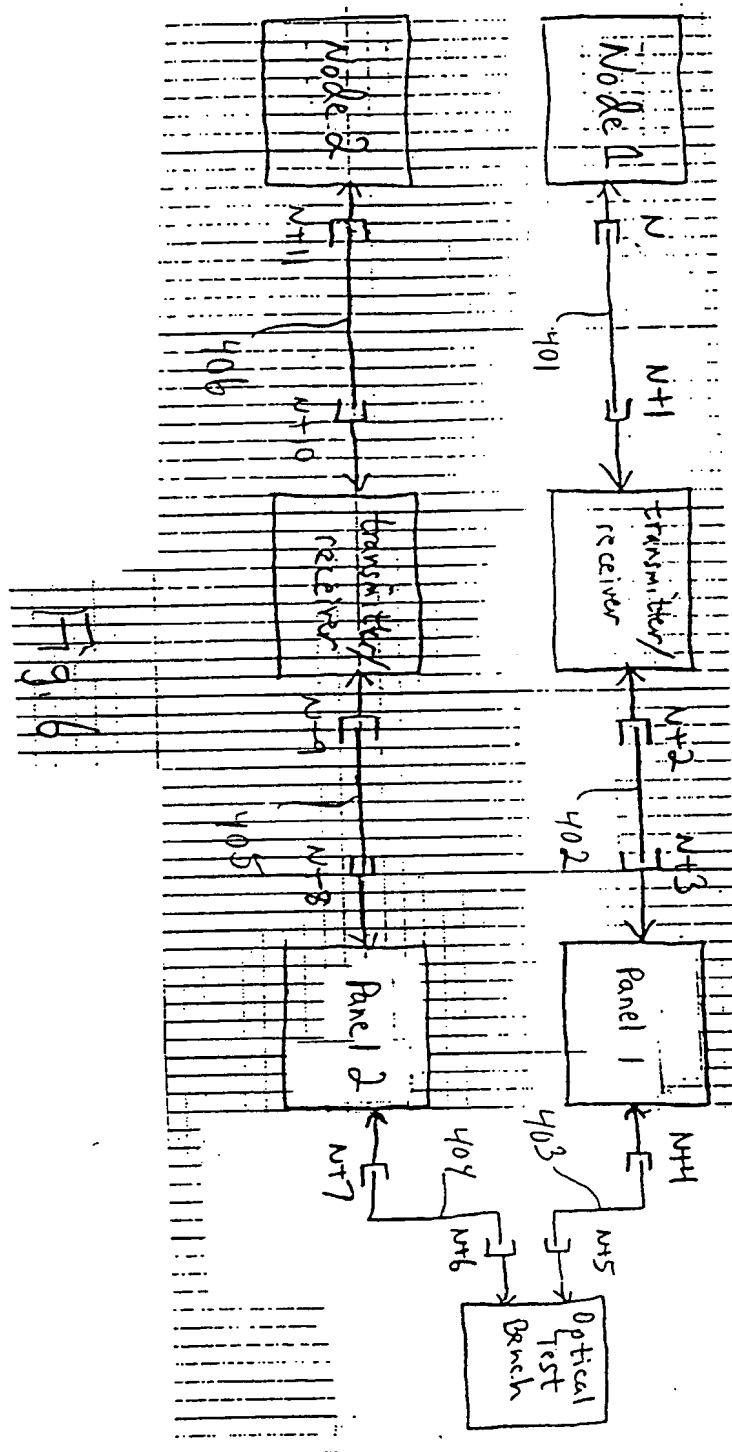 Node 1
N
401
N+1
transmitter/
receiver
N+2
402
N+3
Panel 1
N+4
403
N+5
Optical
Test
Bench
N+6
404
N+7
Panel 2
N+8
405
N+9
transmitter/
receiver
N+10
406
N+11
Node 2
Fig. 6